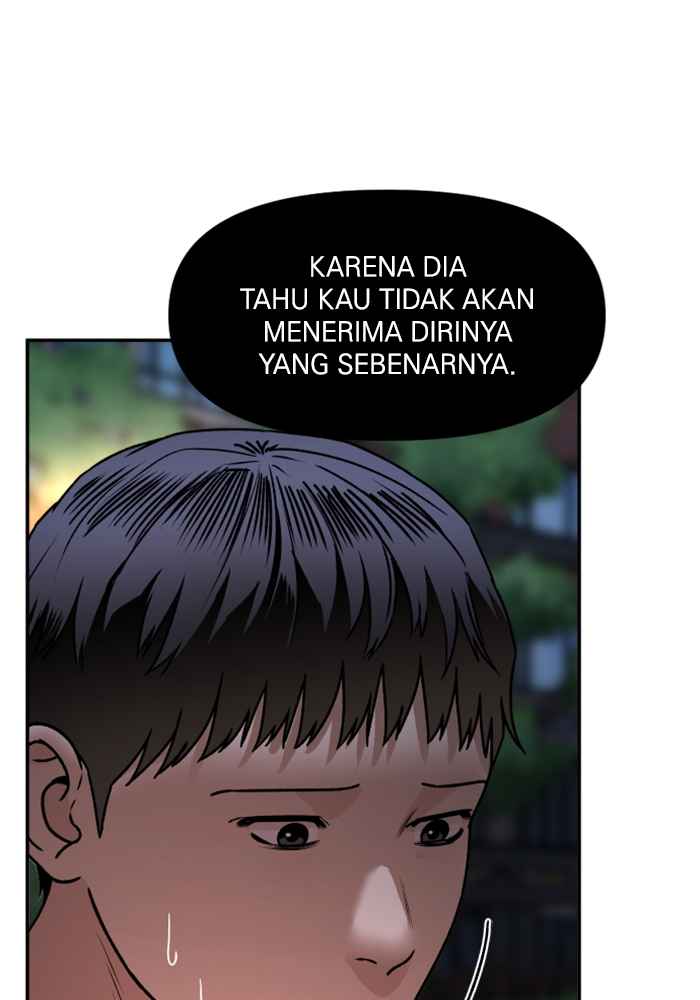 KARENA DIA
TAHU KAU TIDAK AKAN
MENERIMA DIRINYA
YANG SEBENARNYA.